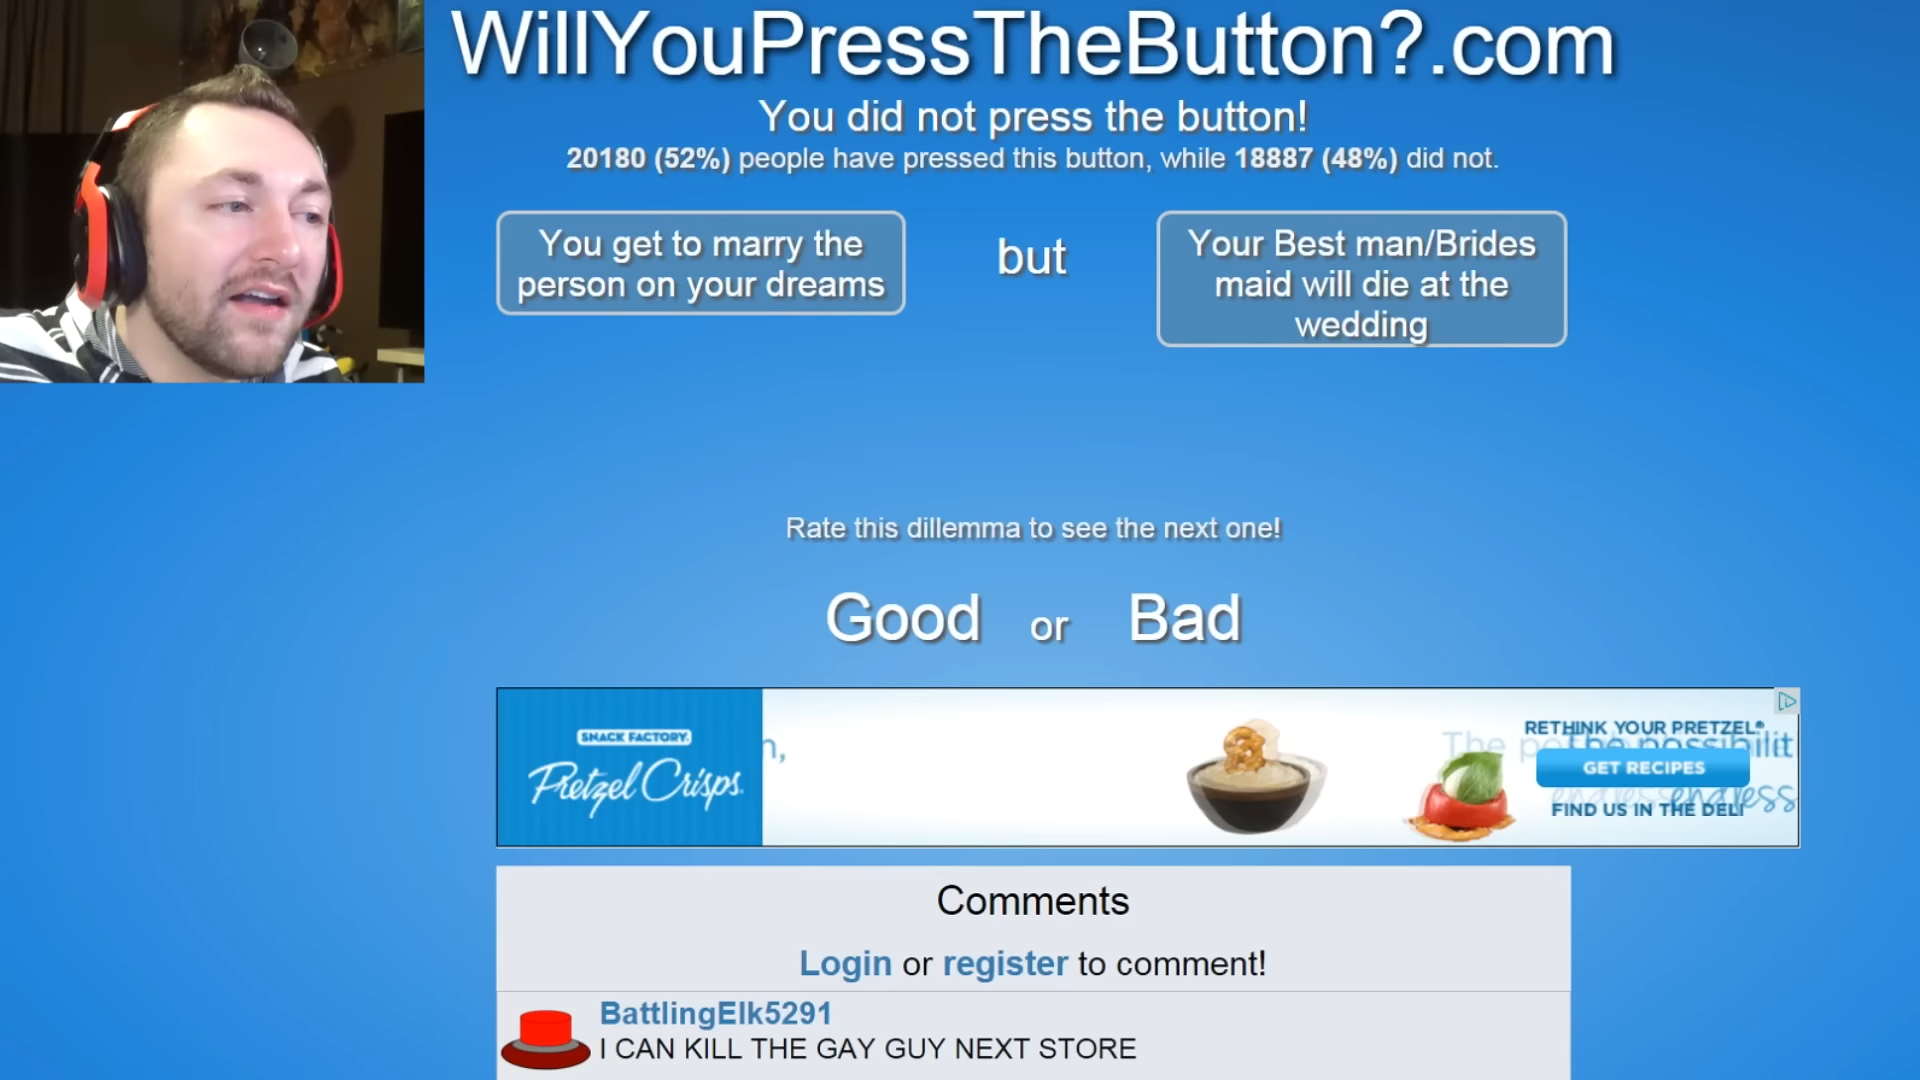 WillYouPressTheButton?.com
You did not press the button!
20180 (52%) people have pressed this button, while 18887 (48%) did not.
You get to marry the
person on your dreams
but
Your Best man/Brides
maid will die at the
wedding
Rate this dillemma to see the next one!
Good or Bad
SNACK FACTORY
Pretzel Crisps.
n,
RETHINK YOUR PRETZEL®
The possibilit
GET RECIPES
endless
FIND US IN THE DELI
Comments
Login or register to comment!
BattlingElk5291
I CAN KILL THE GAY GUY NEXT STORE